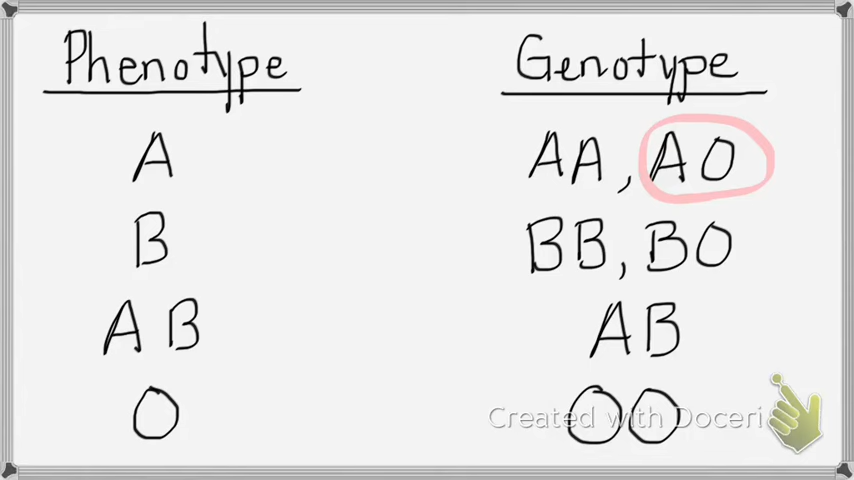 Phenotype Genotype
A AA, AO
B BB, BO
AB AB
O OO
Created with Doceri